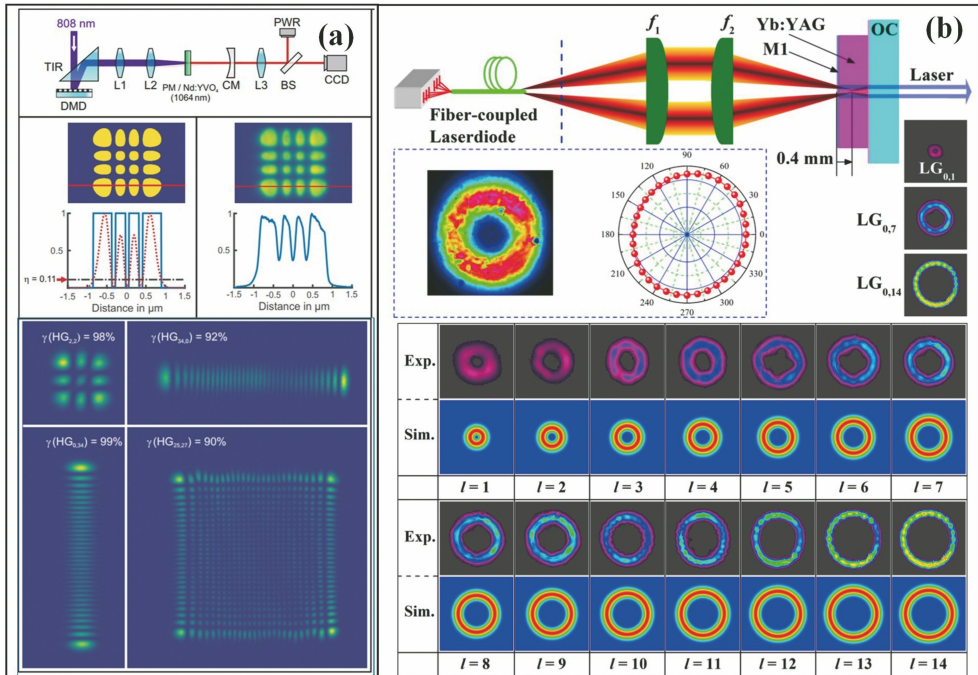 (a)
808 nm
PWR
TIR
DMD
L1
L2
PM / Nd:YVO₄
(1064 nm)
CM
L3
BS
CCD
1
0.5
η = 0.11
-1.5 -1 -0.5 0 0.5 1 1.5
Distance in μm
1
0.5
-1.5 -1 -0.5 0 0.5 1 1.5
Distance in μm
γ(HG₂,₂) = 98%
γ(HG₅₄,₀) = 92%
γ(HG₀,₃₄) = 99%
γ(HG₂₅,₂₇) = 90%
(b)
f₁
f₂
Yb:YAG
M1
OC
Laser
Fiber-coupled
Laserdiode
0.4 mm
90
120 60
150 30
180 0
210 330
240 300
270
LG₀,₁
LG₀,₇
LG₀,₁₄
Exp.
Sim.
l = 1 l = 2 l = 3 l = 4 l = 5 l = 6 l = 7
Exp.
Sim.
l = 8 l = 9 l = 10 l = 11 l = 12 l = 13 l = 14